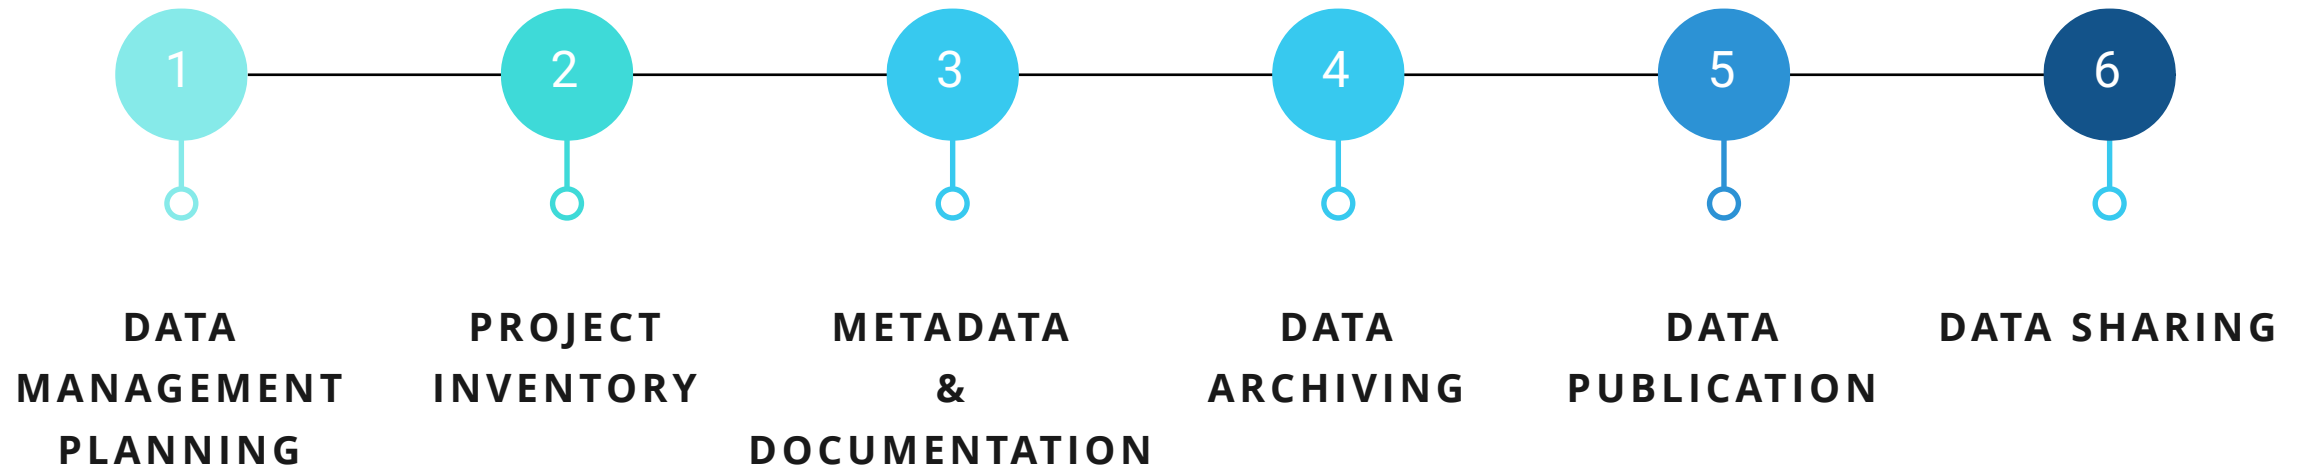 1
2
3
4
5
6
DATA
MANAGEMENT
PLANNING
PROJECT
INVENTORY
METADATA
&
DOCUMENTATION
DATA
ARCHIVING
DATA
PUBLICATION
DATA SHARING